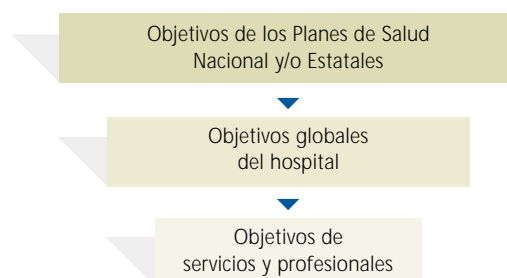 Objetivos de los Planes de Salud
Nacional y/o Estatales
Objetivos globales
del hospital
Objetivos de
servicios y profesionales